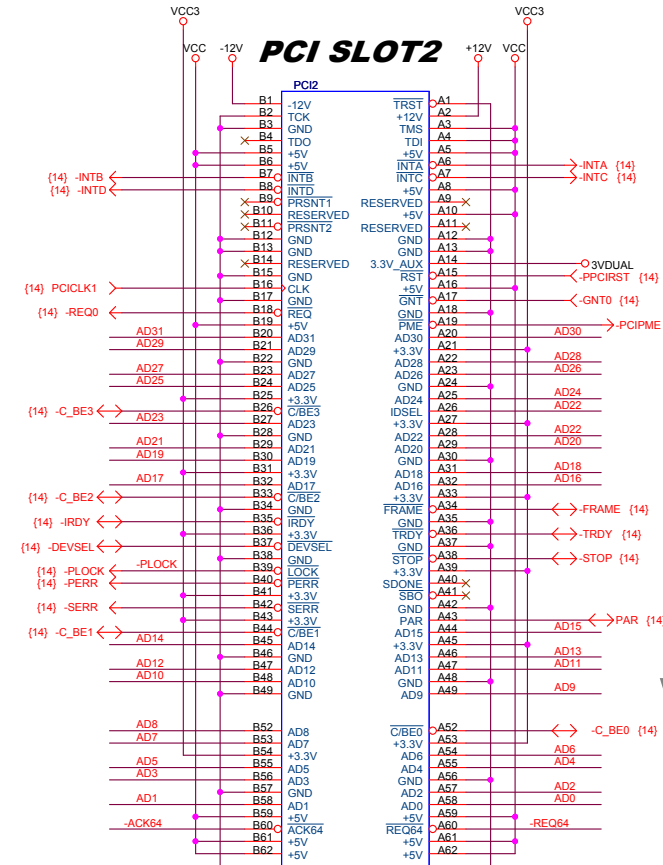 VCC3 VCC3
VCC -12V PCI SLOT2 +12V VCC
PCI2
B1 -12V TRST A1
B2 TCK +12V A2
B3 GND TMS A3
B4 TDO TDI A4
B5 +5V +5V A5
B6 +5V INTA A6 -INTA {14}
{14} -INTB B7 INTB INTC A7 -INTC {14}
{14} -INTD B8 INTD +5V A8
B9 PRSNT1 RESERVED A9
B10 RESERVED +5V A10
B11 PRSNT2 RESERVED A11
B12 GND GND A12
B13 GND GND A13
B14 RESERVED 3.3V_AUX A14 3VDUAL
B15 GND RST A15 -PPCIRST {14}
{14} PCICLK1 B16 CLK +5V A16
B17 GND GNT A17 -GNT0 {14}
{14} -REQ0 B18 REQ GND A18
B19 +5V PME A19 -PCIPME
AD31 B20 AD31 AD30 A20 AD30
AD29 B21 AD29 +3.3V A21
B22 GND AD28 A22 AD28
AD27 B23 AD27 AD26 A23 AD26
AD25 B24 AD25 GND A24
B25 +3.3V AD24 A25 AD24
{14} -C_BE3 B26 C/BE3 IDSEL A26 AD22
AD23 B27 AD23 +3.3V A27
B28 GND AD22 A28 AD22
AD21 B29 AD21 AD20 A29 AD20
AD19 B30 AD19 GND A30
B31 +3.3V AD18 A31 AD18
AD17 B32 AD17 AD16 A32 AD16
{14} -C_BE2 B33 C/BE2 +3.3V A33
B34 GND FRAME A34 -FRAME {14}
{14} -IRDY B35 IRDY GND A35
B36 +3.3V TRDY A36 -TRDY {14}
{14} -DEVSEL B37 DEVSEL GND A37
B38 GND STOP A38 -STOP {14}
{14} -PLOCK -PLOCK B39 LOCK +3.3V A39
{14} -PERR B40 PERR SDONE A40
B41 +3.3V SBO A41
{14} -SERR B42 SERR GND A42
B43 +3.3V PAR A43 PAR {14
{14} -C_BE1 B44 C/BE1 AD15 A44 AD15
AD14 B45 AD14 +3.3V A45
B46 GND AD13 A46 AD13
AD12 B47 AD12 AD11 A47 AD11
AD10 B48 AD10 GND A48
B49 GND AD9 A49 AD9
AD8 B52 AD8 C/BE0 A52 -C_BE0 {14}
AD7 B53 AD7 +3.3V A53
B54 +3.3V AD6 A54 AD6
AD5 B55 AD5 AD4 A55 AD4
AD3 B56 AD3 GND A56
B57 GND AD2 A57 AD2
AD1 B58 AD1 AD0 A58 AD0
B59 +5V +5V A59
-ACK64 B60 ACK64 REQ64 A60 -REQ64
B61 +5V +5V A61
B62 +5V +5V A62